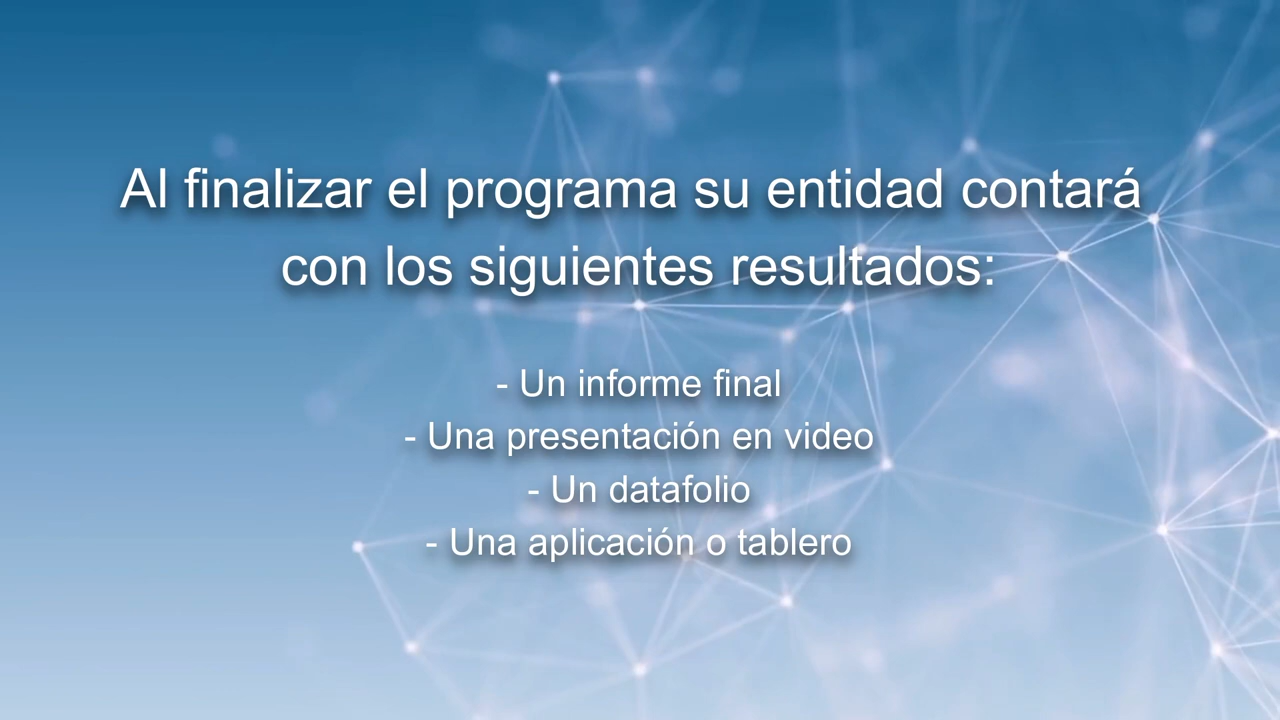 Al finalizar el programa su entidad contará
con los siguientes resultados:
- Un informe final
- Una presentación en video
- Un datafolio
- Una aplicación o tablero